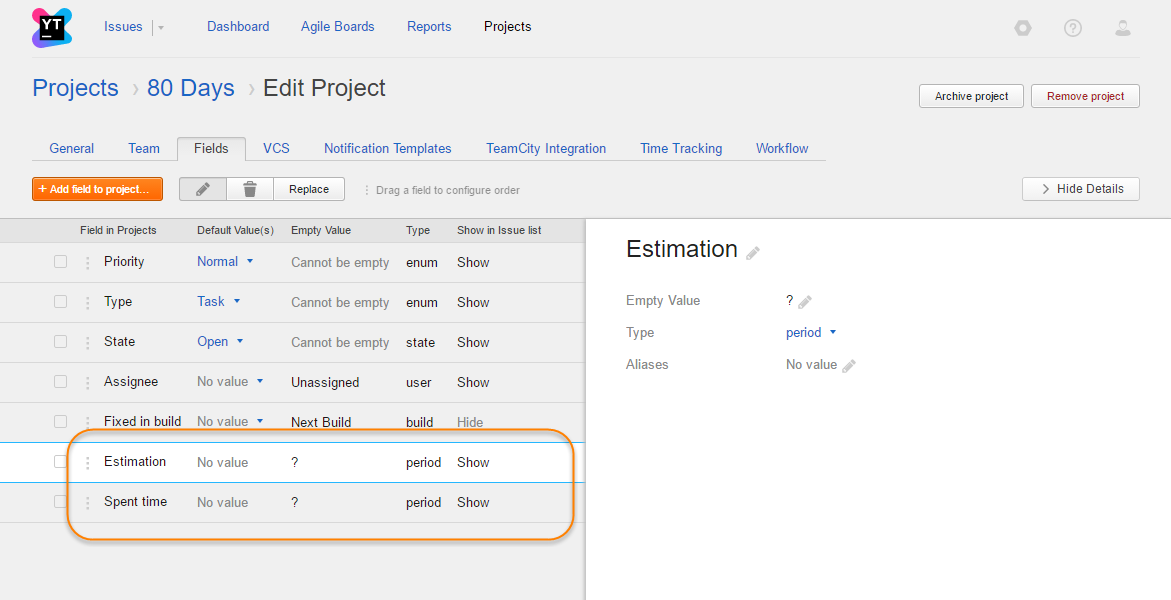 YT
Issues Dashboard Agile Boards Reports Projects
Projects › 80 Days › Edit Project
Archive project Remove project
General Team Fields VCS Notification Templates TeamCity Integration Time Tracking Workflow
+ Add field to project... Replace Drag a field to configure order Hide Details
Field in Projects Default Value(s) Empty Value Type Show in Issue list
Priority Normal Cannot be empty enum Show
Type Task Cannot be empty enum Show
State Open Cannot be empty state Show
Assignee No value Unassigned user Show
Fixed in build No value Next Build build Hide
Estimation No value ? period Show
Spent time No value ? period Show
Estimation
Empty Value ?
Type period
Aliases No value